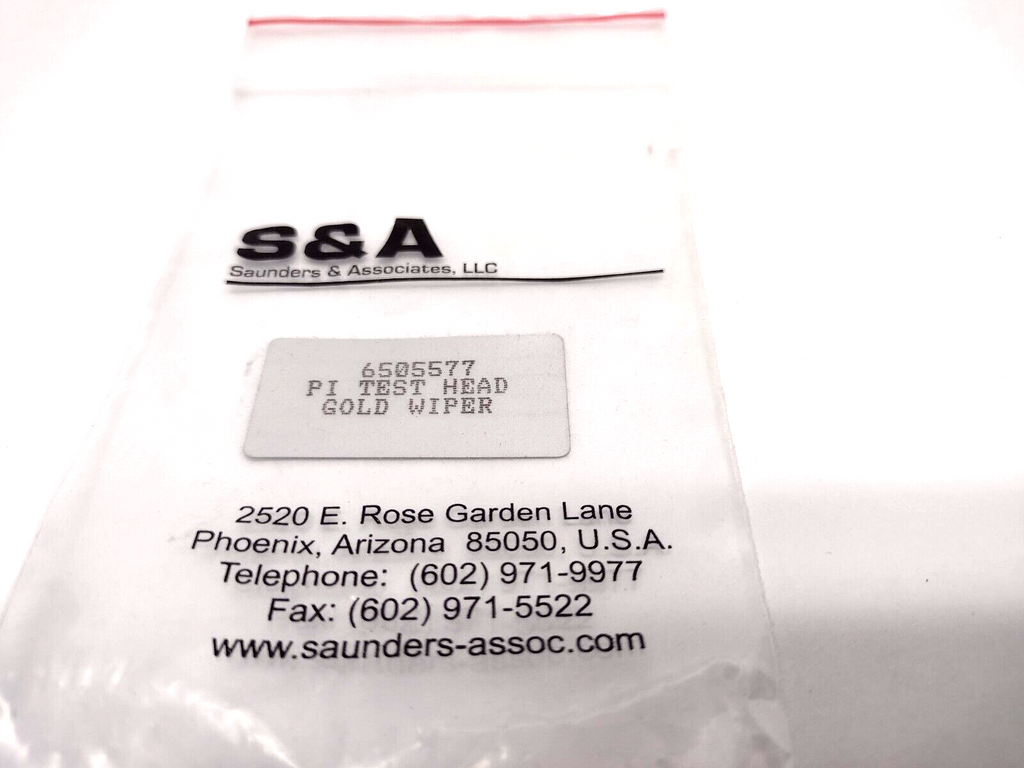 S&A
Saunders & Associates, LLC
6505577
PI TEST HEAD
GOLD WIPER
2520 E. Rose Garden Lane
Phoenix, Arizona 85050, U.S.A.
Telephone: (602) 971-9977
Fax: (602) 971-5522
www.saunders-assoc.com